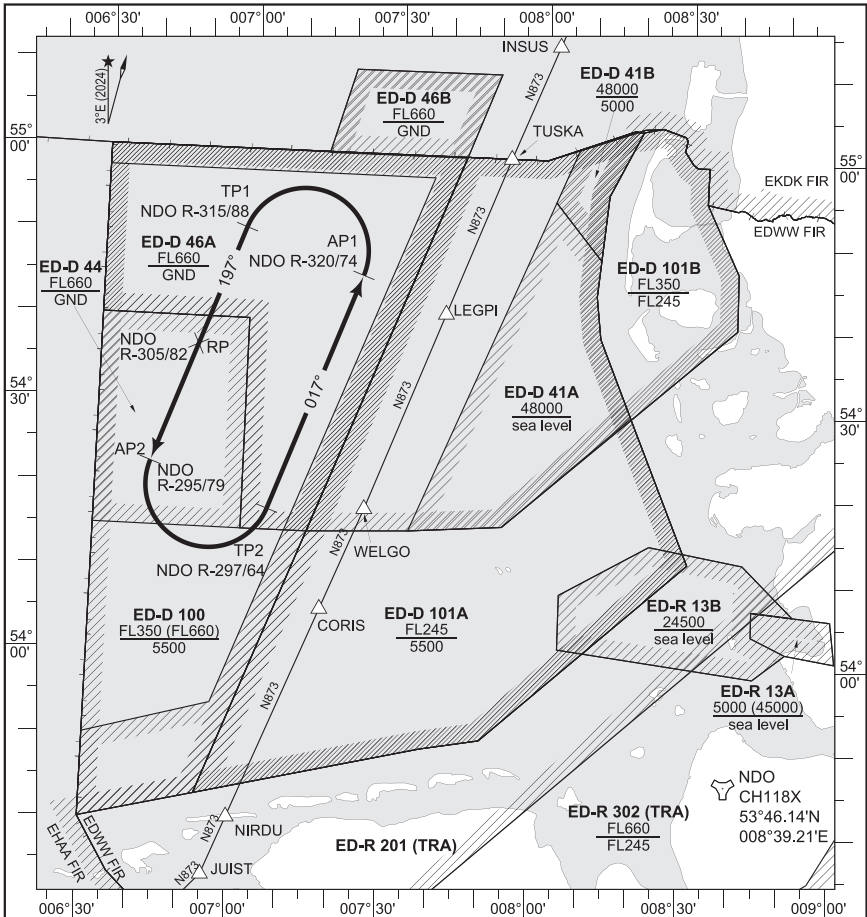 006°30' 007°00' 007°30' 008°00' 008°30'
INSUS
3°E (2024)
N873
ED-D 41B
48000
5000
ED-D 46B
FL660
GND
TUSKA
55°
00'
55°
00'
EKDK FIR
EDWW FIR
TP1
NDO R-315/88
N873
ED-D 46A
FL660
GND
AP1
NDO R-320/74
ED-D 44
FL660
GND
197°
ED-D 101B
FL350
FL245
LEGPI
NDO
R-305/82
RP
017°
N873
54°
30'
54°
30'
ED-D 41A
48000
sea level
AP2
NDO
R-295/79
TP2
NDO R-297/64
N873
WELGO
ED-D 100
FL350 (FL660)
5500
CORIS
ED-D 101A
FL245
5500
ED-R 13B
24500
sea level
54°
00'
54°
00'
N873
ED-R 13A
5000 (45000)
sea level
NDO
CH118X
53°46.14'N
008°39.21'E
N873
NIRDU
ED-R 302 (TRA)
FL660
FL245
EHAA FIR
EDWW FIR
ED-R 201 (TRA)
N873
JUIST
006°30' 007°00' 007°30' 008°00' 008°30'